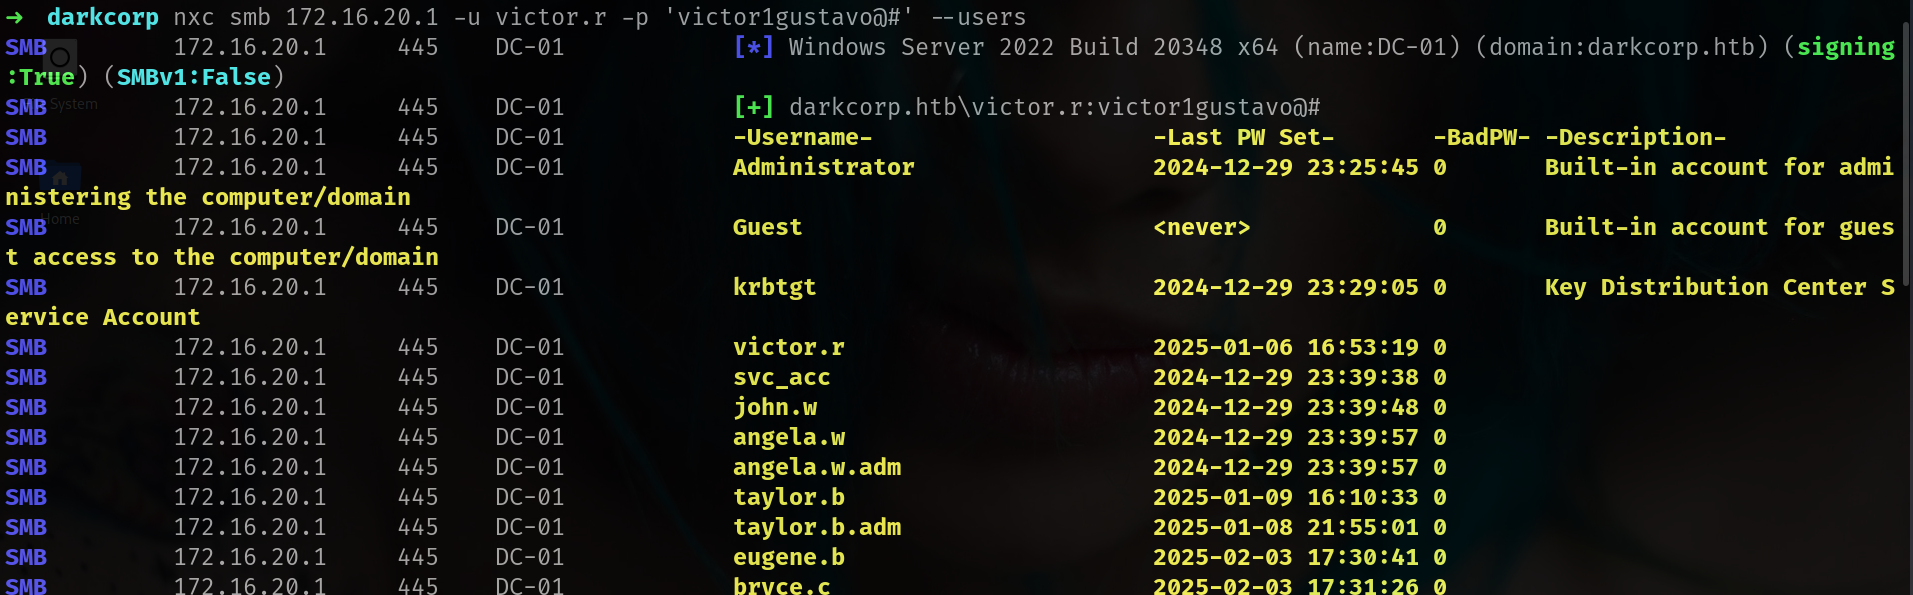 ➜ darkcorp nxc smb 172.16.20.1 -u victor.r -p 'victor1gustavo@#' --users
SMB 172.16.20.1 445 DC-01 [*] Windows Server 2022 Build 20348 x64 (name:DC-01) (domain:darkcorp.htb) (signing
:True) (SMBv1:False)
System
SMB 172.16.20.1 445 DC-01 [+] darkcorp.htb\victor.r:victor1gustavo@#
SMB 172.16.20.1 445 DC-01 -Username- -Last PW Set- -BadPW- -Description-
SMB 172.16.20.1 445 DC-01 Administrator 2024-12-29 23:25:45 0 Built-in account for admi
nistering the computer/domain
Home
SMB 172.16.20.1 445 DC-01 Guest <never> 0 Built-in account for gues
t access to the computer/domain
SMB 172.16.20.1 445 DC-01 krbtgt 2024-12-29 23:29:05 0 Key Distribution Center S
ervice Account
SMB 172.16.20.1 445 DC-01 victor.r 2025-01-06 16:53:19 0
SMB 172.16.20.1 445 DC-01 svc_acc 2024-12-29 23:39:38 0
SMB 172.16.20.1 445 DC-01 john.w 2024-12-29 23:39:48 0
SMB 172.16.20.1 445 DC-01 angela.w 2024-12-29 23:39:57 0
SMB 172.16.20.1 445 DC-01 angela.w.adm 2024-12-29 23:39:57 0
SMB 172.16.20.1 445 DC-01 taylor.b 2025-01-09 16:10:33 0
SMB 172.16.20.1 445 DC-01 taylor.b.adm 2025-01-08 21:55:01 0
SMB 172.16.20.1 445 DC-01 eugene.b 2025-02-03 17:30:41 0
SMB 172.16.20.1 445 DC-01 bryce.c 2025-02-03 17:31:26 0